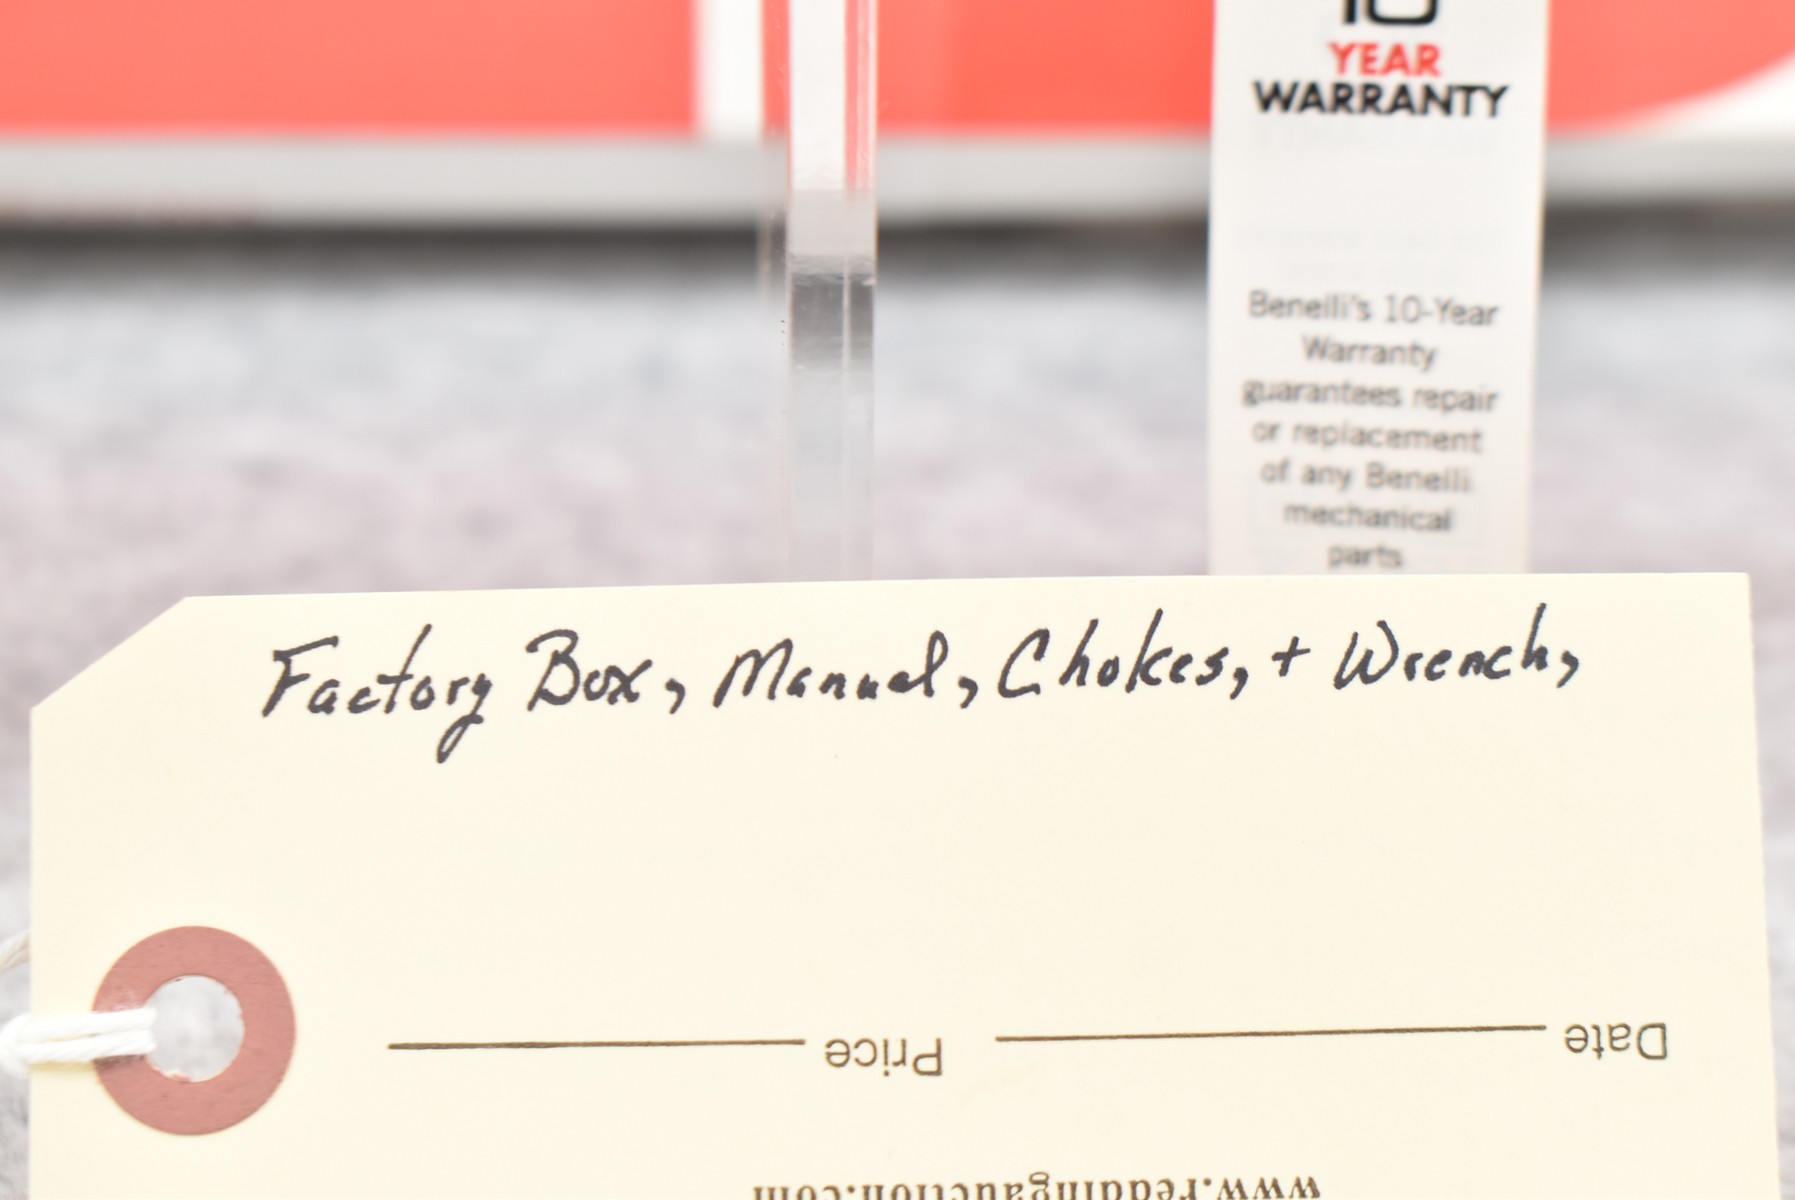 10
YEAR
WARRANTY
Benelli's 10-Year
Warranty
guarantees repair
or replacement
of any Benelli
mechanical
parts
Factory Box, Manual, Chokes, + Wrench,
Date Price
www.readingauction.com